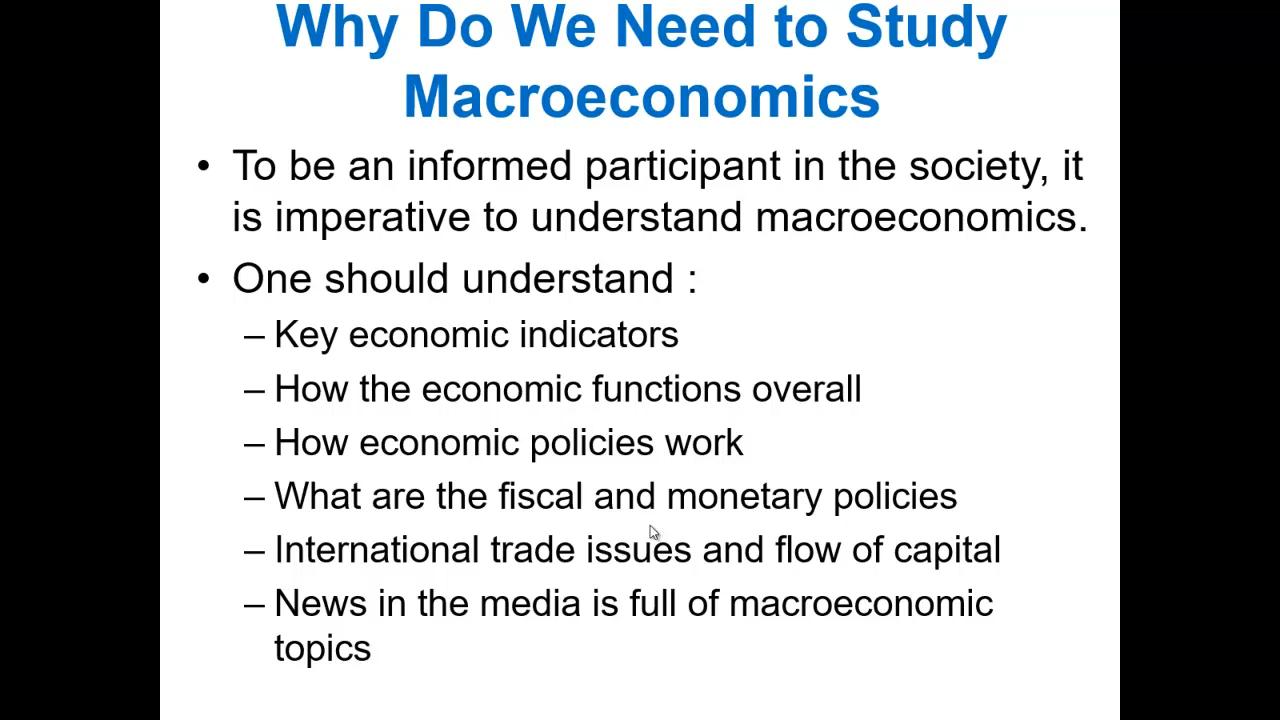 Why Do We Need to Study
Macroeconomics
• To be an informed participant in the society, it
is imperative to understand macroeconomics.
• One should understand :
– Key economic indicators
– How the economic functions overall
– How economic policies work
– What are the fiscal and monetary policies
– International trade issues and flow of capital
– News in the media is full of macroeconomic
topics